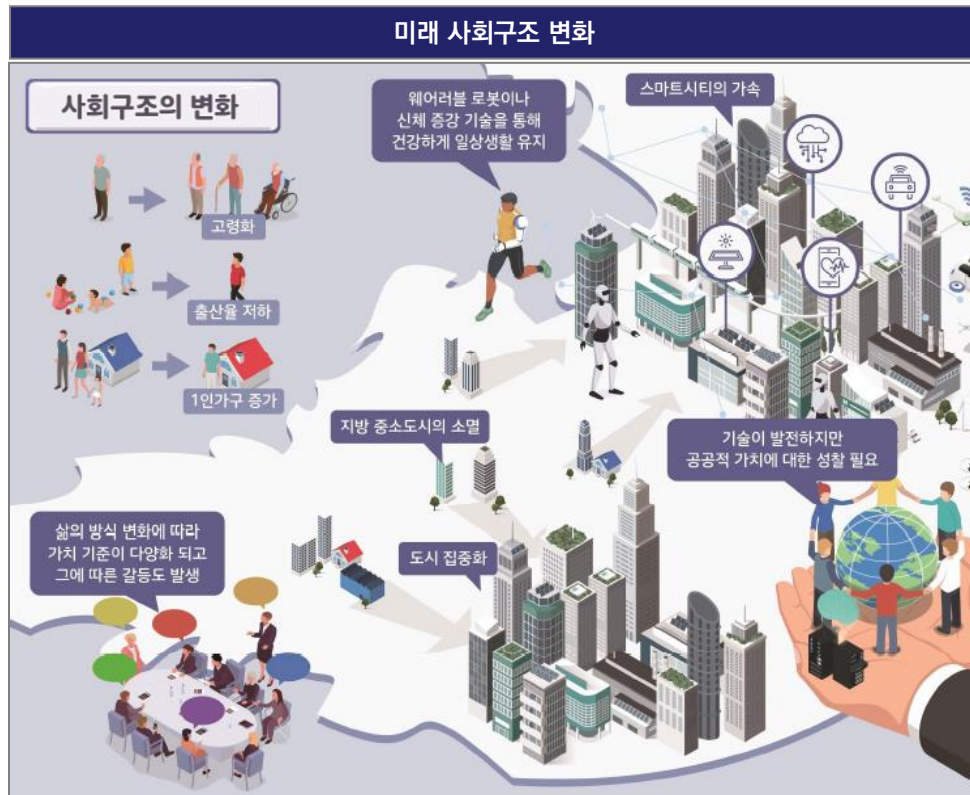 미래 사회구조 변화
사회구조의 변화
고령화
출산율 저하
1인가구 증가
웨어러블 로봇이나
신체 증강 기술을 통해
건강하게 일상생활 유지
스마트시티의 가속
지방 중소도시의 소멸
기술이 발전하지만
공공적 가치에 대한 성찰 필요
삶의 방식 변화에 따라
가치 기준이 다양화 되고
그에 따른 갈등도 발생
도시 집중화